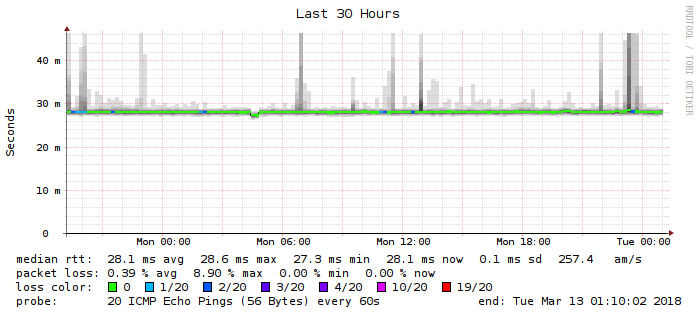 Last 30 Hours
RRDTOOL / TOBI OETIKER
Seconds
40 m
30 m
20 m
10 m
0
Mon 00:00 Mon 06:00 Mon 12:00 Mon 18:00 Tue 00:00
median rtt: 28.1 ms avg 28.6 ms max 27.3 ms min 28.1 ms now 0.1 ms sd 257.4 am/s
packet loss: 0.39 % avg 8.90 % max 0.00 % min 0.00 % now
loss color: 0 1/20 2/20 3/20 4/20 10/20 19/20
probe: 20 ICMP Echo Pings (56 Bytes) every 60s end: Tue Mar 13 01:10:02 2018